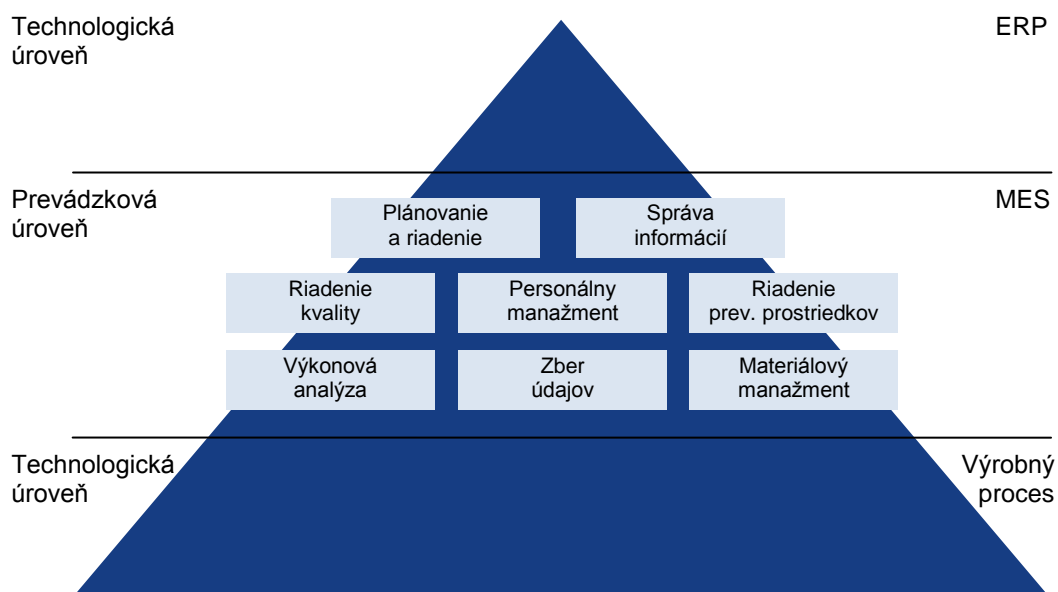 Technologická
úroveň
ERP
Prevádzková
úroveň
MES
Plánovanie
a riadenie
Správa
informácií
Riadenie
kvality
Personálny
manažment
Riadenie
prev. prostriedkov
Výkonová
analýza
Zber
údajov
Materiálový
manažment
Technologická
úroveň
Výrobný
proces